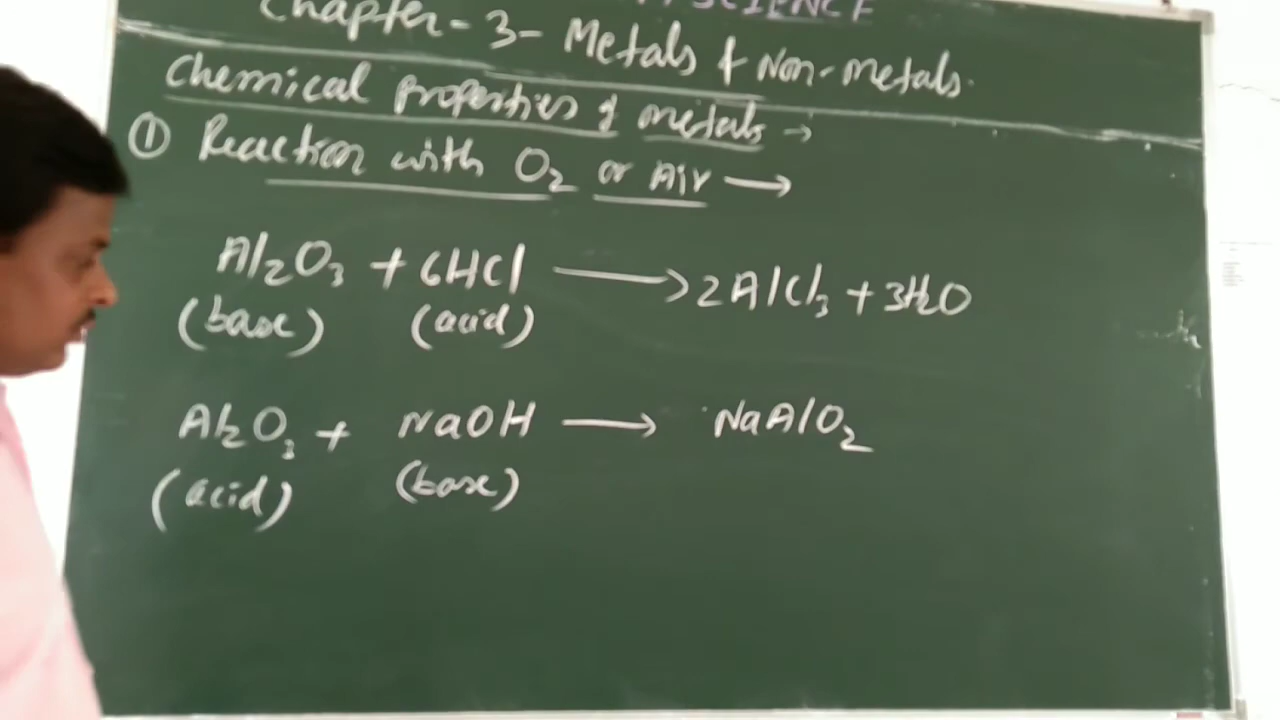 SCIENCE
Chapter-3- Metals & Non-metals.
Chemical properties of metals →
① Reaction with O₂ or Air →
Al₂O₃ + 6HCl → 2AlCl₃ + 3H₂O
(base) (acid)
Al₂O₃ + NaOH → NaAlO₂
(acid) (base)